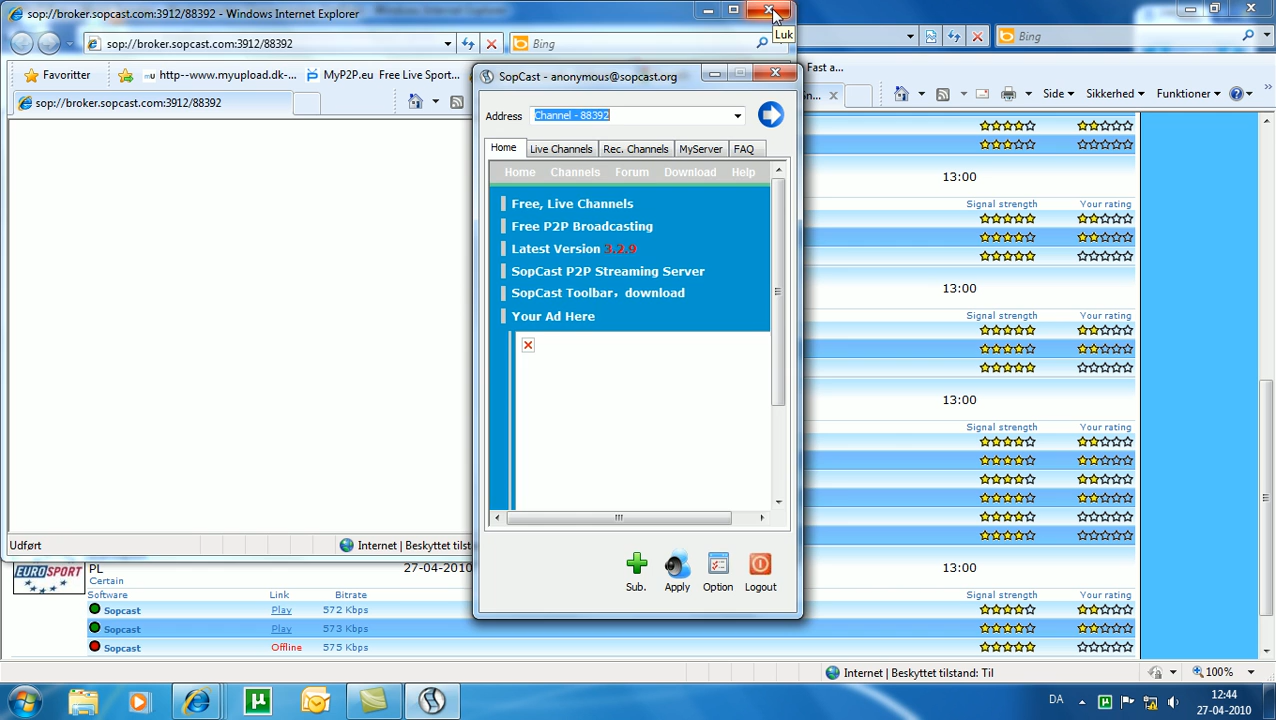 sop://broker.sopcast.com:3912/88392 - Windows Internet Explorer
Luk
sop://broker.sopcast.com:3912/88392
Bing
Bing
Favoritter
http--www.myupload.dk-...
MyP2P.eu Free Live Sport...
Fast a...
sop://broker.sopcast.com:3912/88392
Side
Sikkerhed
Funktioner
SopCast - anonymous@sopcast.org
Address
Channel - 88392
Home
Live Channels
Rec. Channels
MyServer
FAQ
Home
Channels
Forum
Download
Help
Free, Live Channels
Free P2P Broadcasting
Latest Version 3.2.9
SopCast P2P Streaming Server
SopCast Toolbar, download
Your Ad Here
Sub.
Apply
Option
Logout
13:00
Signal strength
Your rating
13:00
Signal strength
Your rating
13:00
Signal strength
Your rating
Udført
Internet | Beskyttet tilst
EUROSPORT
PL
27-04-2010
13:00
Certain
Software
Link
Bitrate
Signal strength
Your rating
Sopcast
Play
572 Kbps
Sopcast
Play
573 Kbps
Sopcast
Offline
575 Kbps
Internet | Beskyttet tilstand: Til
100%
DA
12:44
27-04-2010